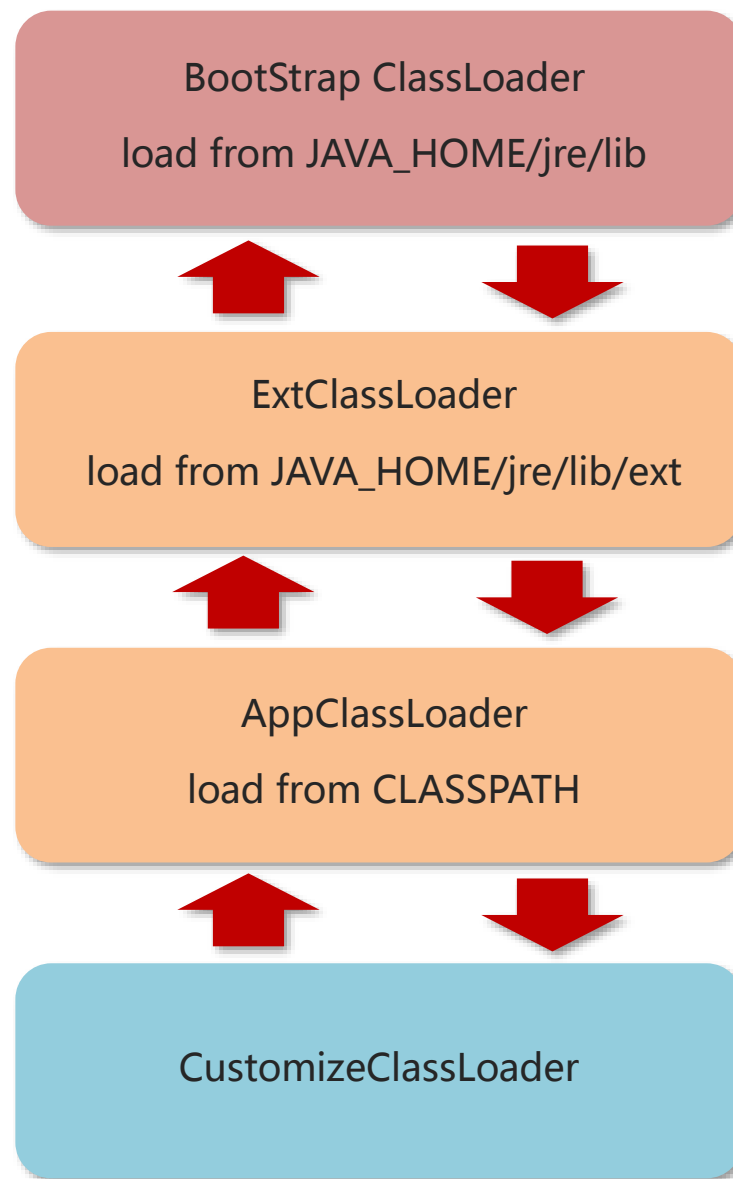 BootStrap ClassLoader
load from JAVA_HOME/jre/lib
ExtClassLoader
load from JAVA_HOME/jre/lib/ext
AppClassLoader
load from CLASSPATH
CustomizeClassLoader